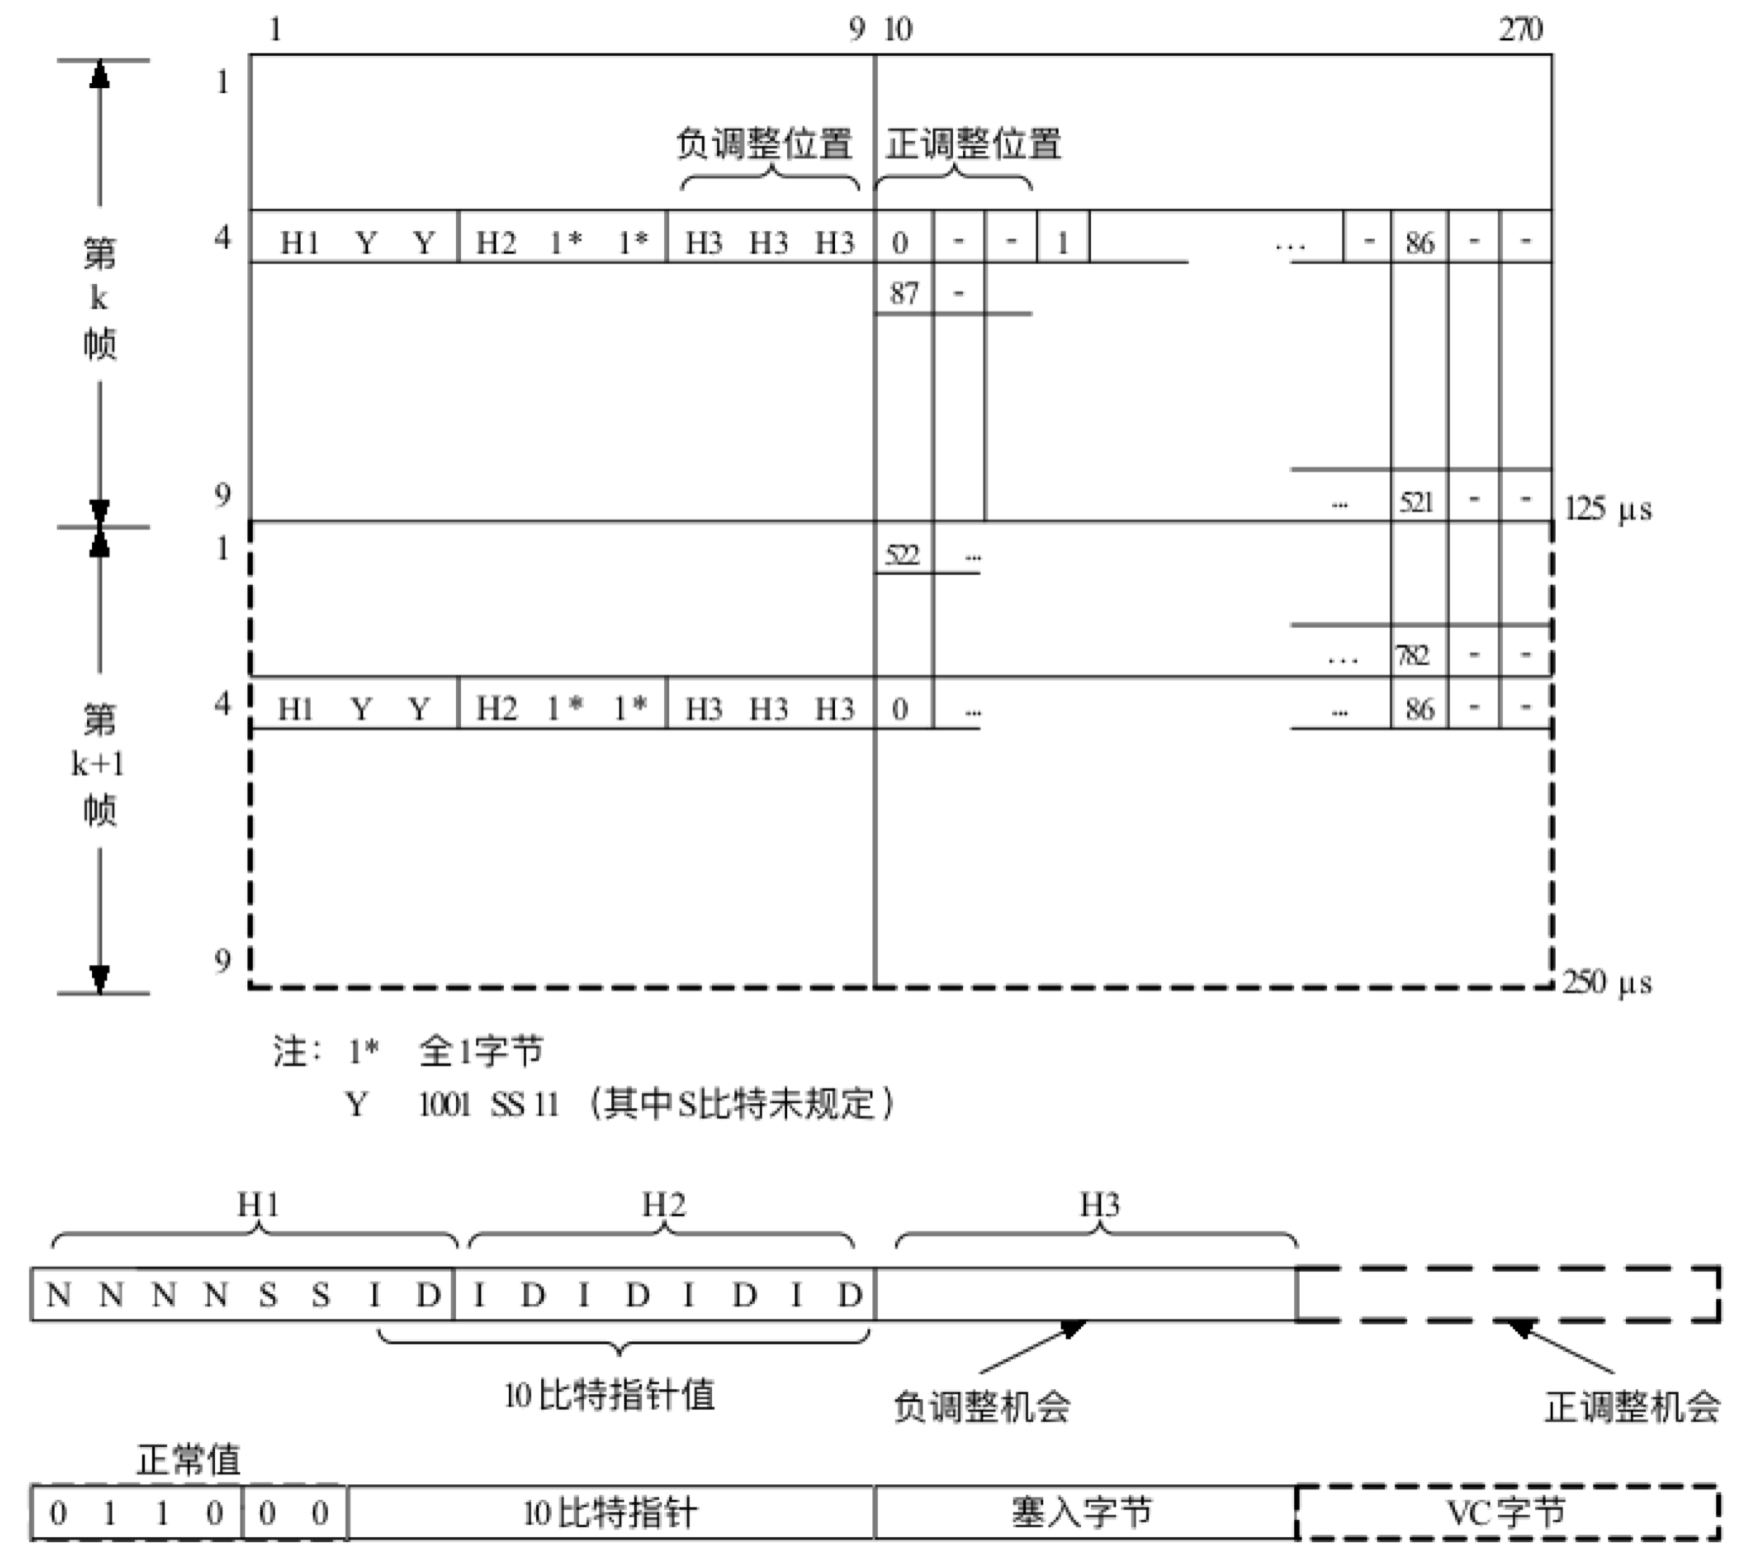 1 9 10 270
1
负调整位置 正调整位置
4 H1 Y Y H2 1* 1* H3 H3 H3 0 - - 1 ... - 86 - -
87 -
第
k
帧
9 ... 521 - - 125 μs
1 522 ...
... 782 - -
4 H1 Y Y H2 1* 1* H3 H3 H3 0 ... ... 86 - -
第
k+1
帧
9
250 μs
注: 1* 全1字节
Y 1001 SS 11 (其中S比特未规定)
H1 H2 H3
N N N N S S I D I D I D I D I D
10比特指针值 负调整机会 正调整机会
正常值
0 1 1 0 0 0 10比特指针 塞入字节 VC字节